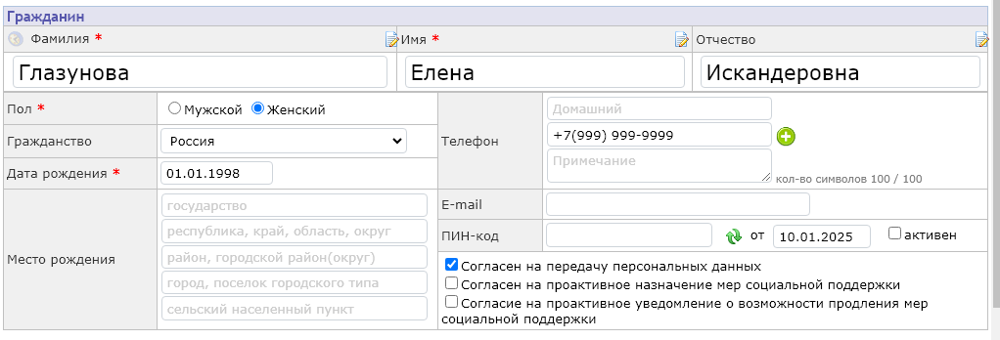 Гражданин
Фамилия *
Имя *
Отчество
Глазунова
Елена
Искандеровна
Пол *
Мужской Женский
Гражданство
Россия
Дата рождения *
01.01.1998
Место рождения
государство
республика, край, область, округ
район, городской район(округ)
город, поселок городского типа
сельский населенный пункт
Телефон
Домашний
+7(999) 999-9999
Примечание
кол-во символов 100 / 100
E-mail
ПИН-код
от 10.01.2025 активен
Согласен на передачу персональных данных
Согласен на проактивное назначение мер социальной поддержки
Согласие на проактивное уведомление о возможности продления мер
социальной поддержки